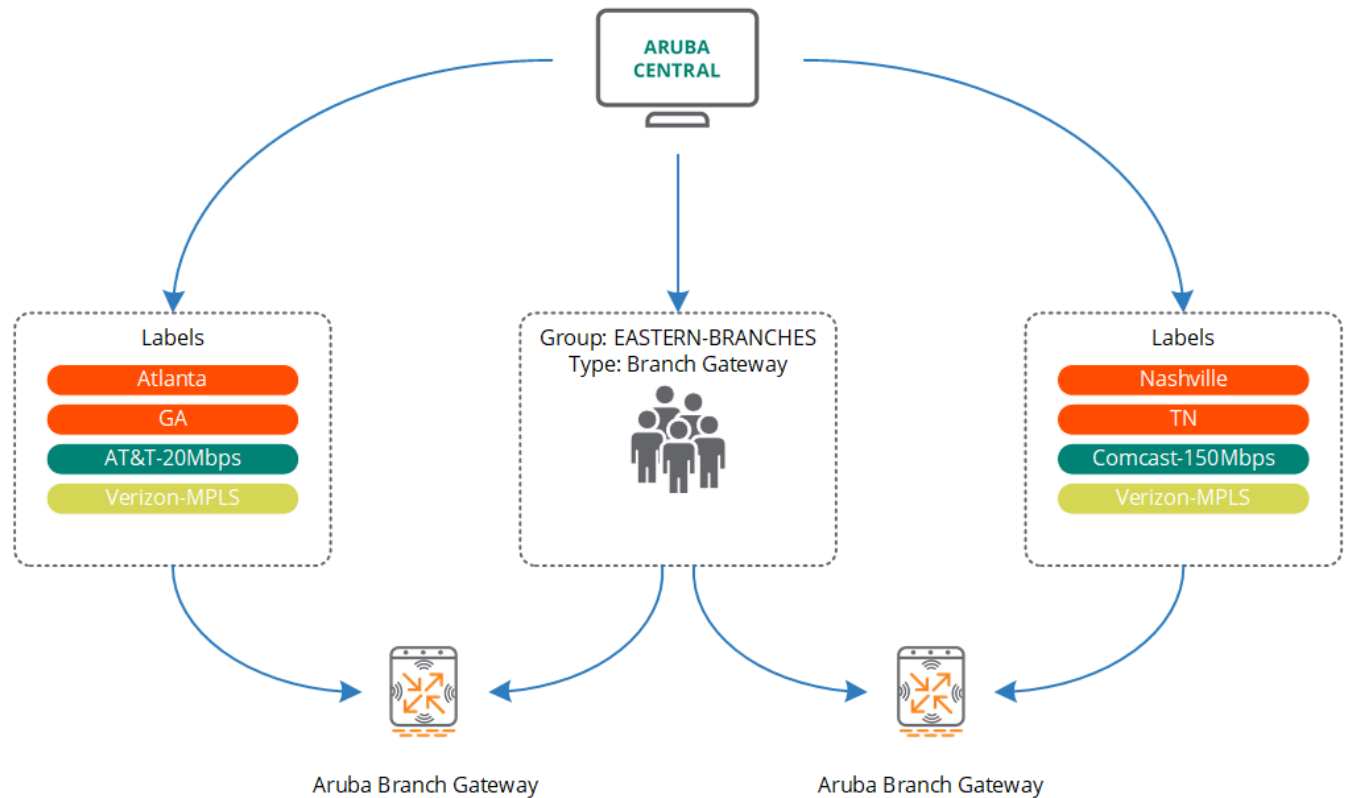 ARUBA
CENTRAL
Labels
Atlanta
GA
AT&T-20Mbps
Verizon-MPLS
Group: EASTERN-BRANCHES
Type: Branch Gateway
Labels
Nashville
TN
Comcast-150Mbps
Verizon-MPLS
Aruba Branch Gateway
Aruba Branch Gateway